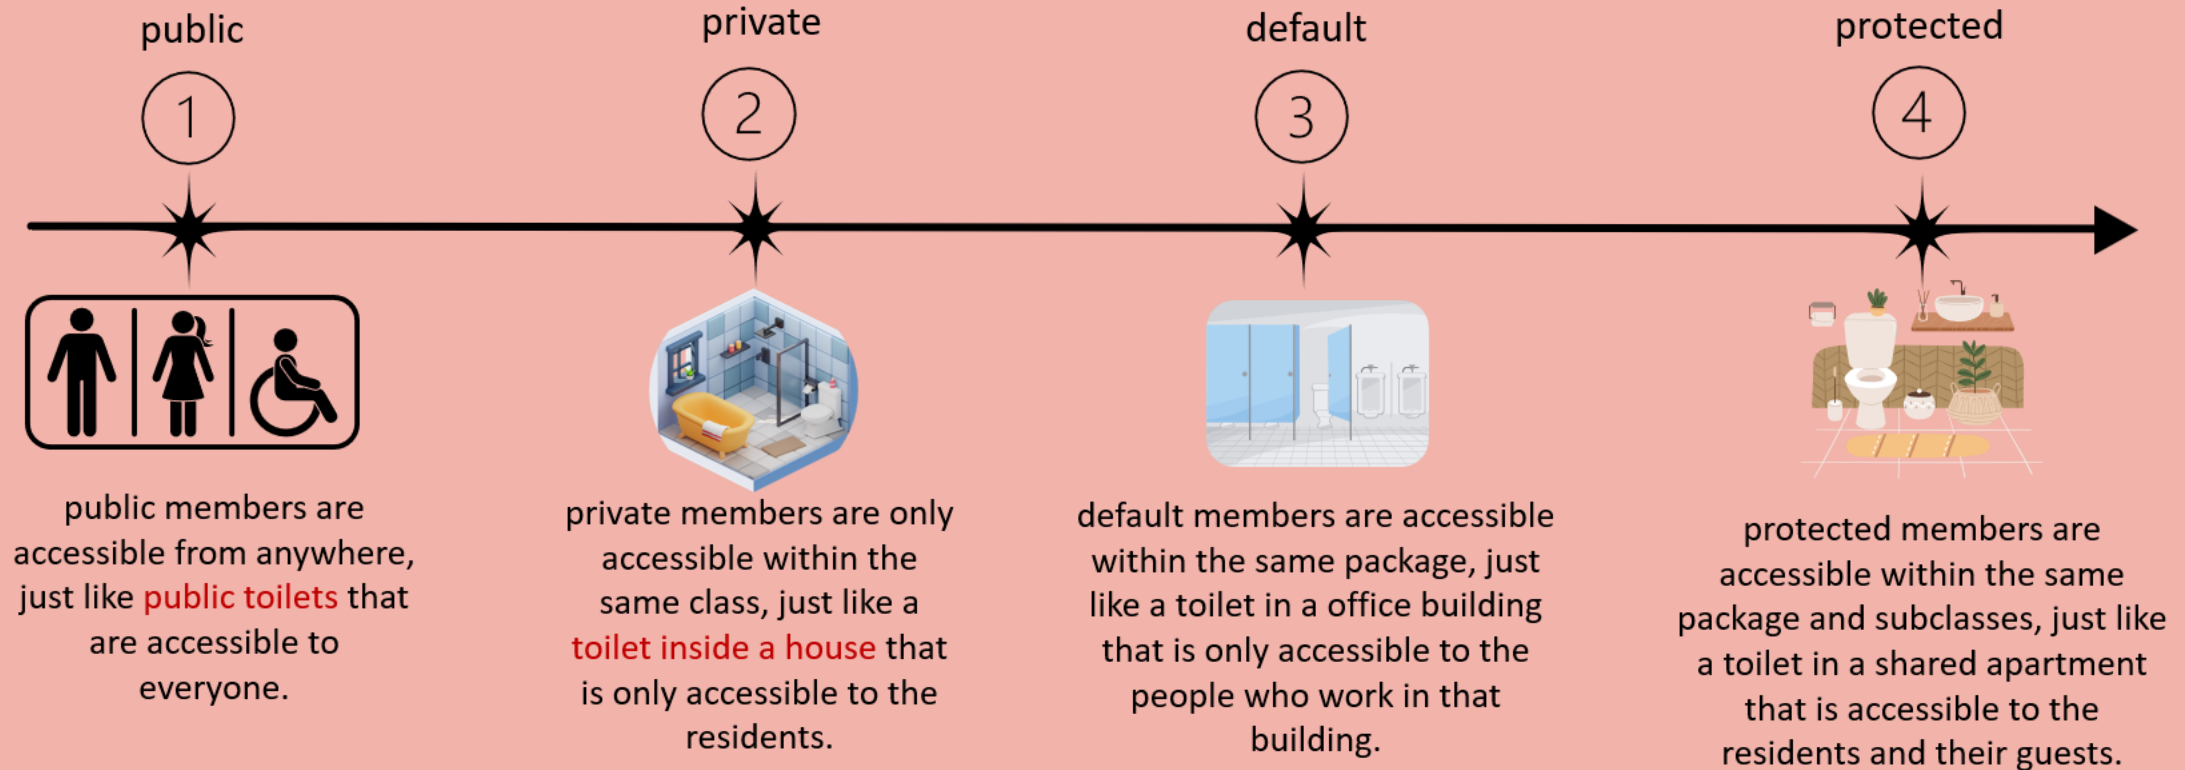 public
1
public members are
accessible from anywhere,
just like public toilets that
are accessible to
everyone.
private
2
private members are only
accessible within the
same class, just like a
toilet inside a house that
is only accessible to the
residents.
default
3
default members are accessible
within the same package, just
like a toilet in a office building
that is only accessible to the
people who work in that
building.
protected
4
protected members are
accessible within the same
package and subclasses, just like
a toilet in a shared apartment
that is accessible to the
residents and their guests.